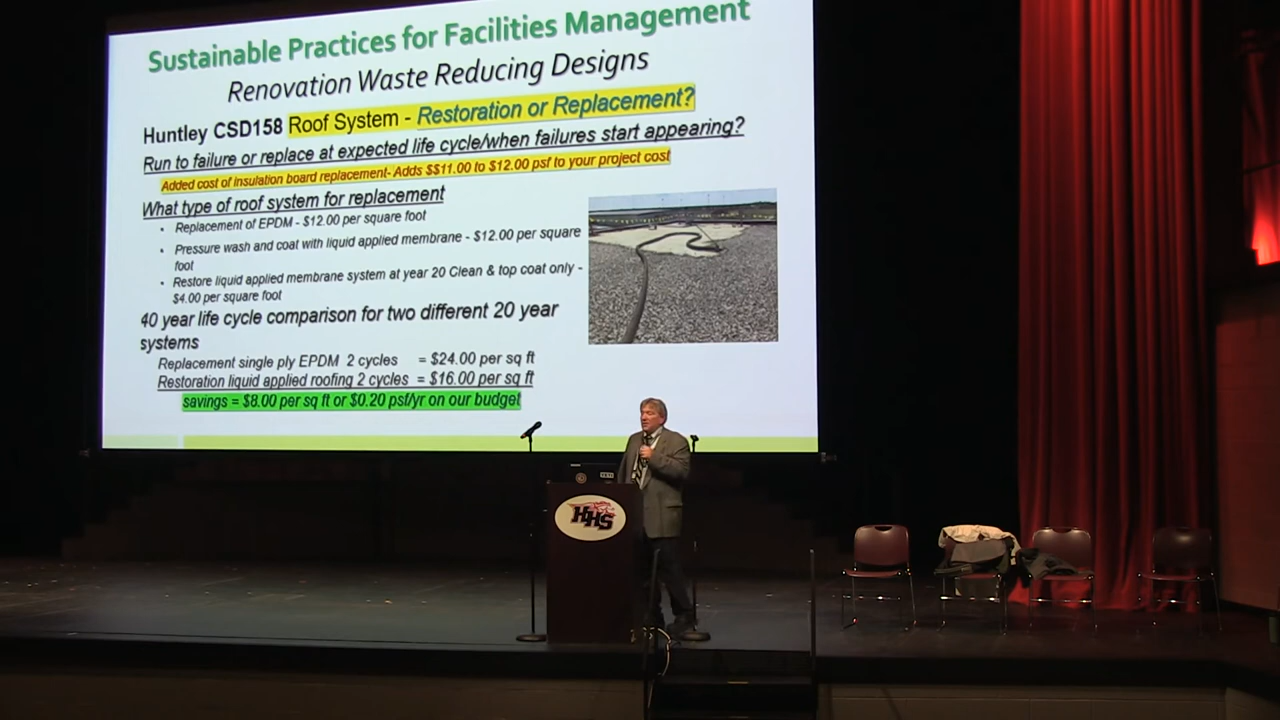 Sustainable Practices for Facilities Management
Renovation Waste Reducing Designs
Huntley CSD158 Roof System - Restoration or Replacement?
Run to failure or replace at expected life cycle/when failures start appearing?
Added cost of insulation board replacement- Adds $$11.00 to $12.00 psf to your project cost
What type of roof system for replacement
• Replacement of EPDM - $12.00 per square foot
• Pressure wash and coat with liquid applied membrane - $12.00 per square
foot
• Restore liquid applied membrane system at year 20 Clean & top coat only -
$4.00 per square foot
40 year life cycle comparison for two different 20 year
systems
Replacement single ply EPDM 2 cycles = $24.00 per sq ft
Restoration liquid applied roofing 2 cycles = $16.00 per sq ft
savings = $8.00 per sq ft or $0.20 psf/yr on our budget
HHS